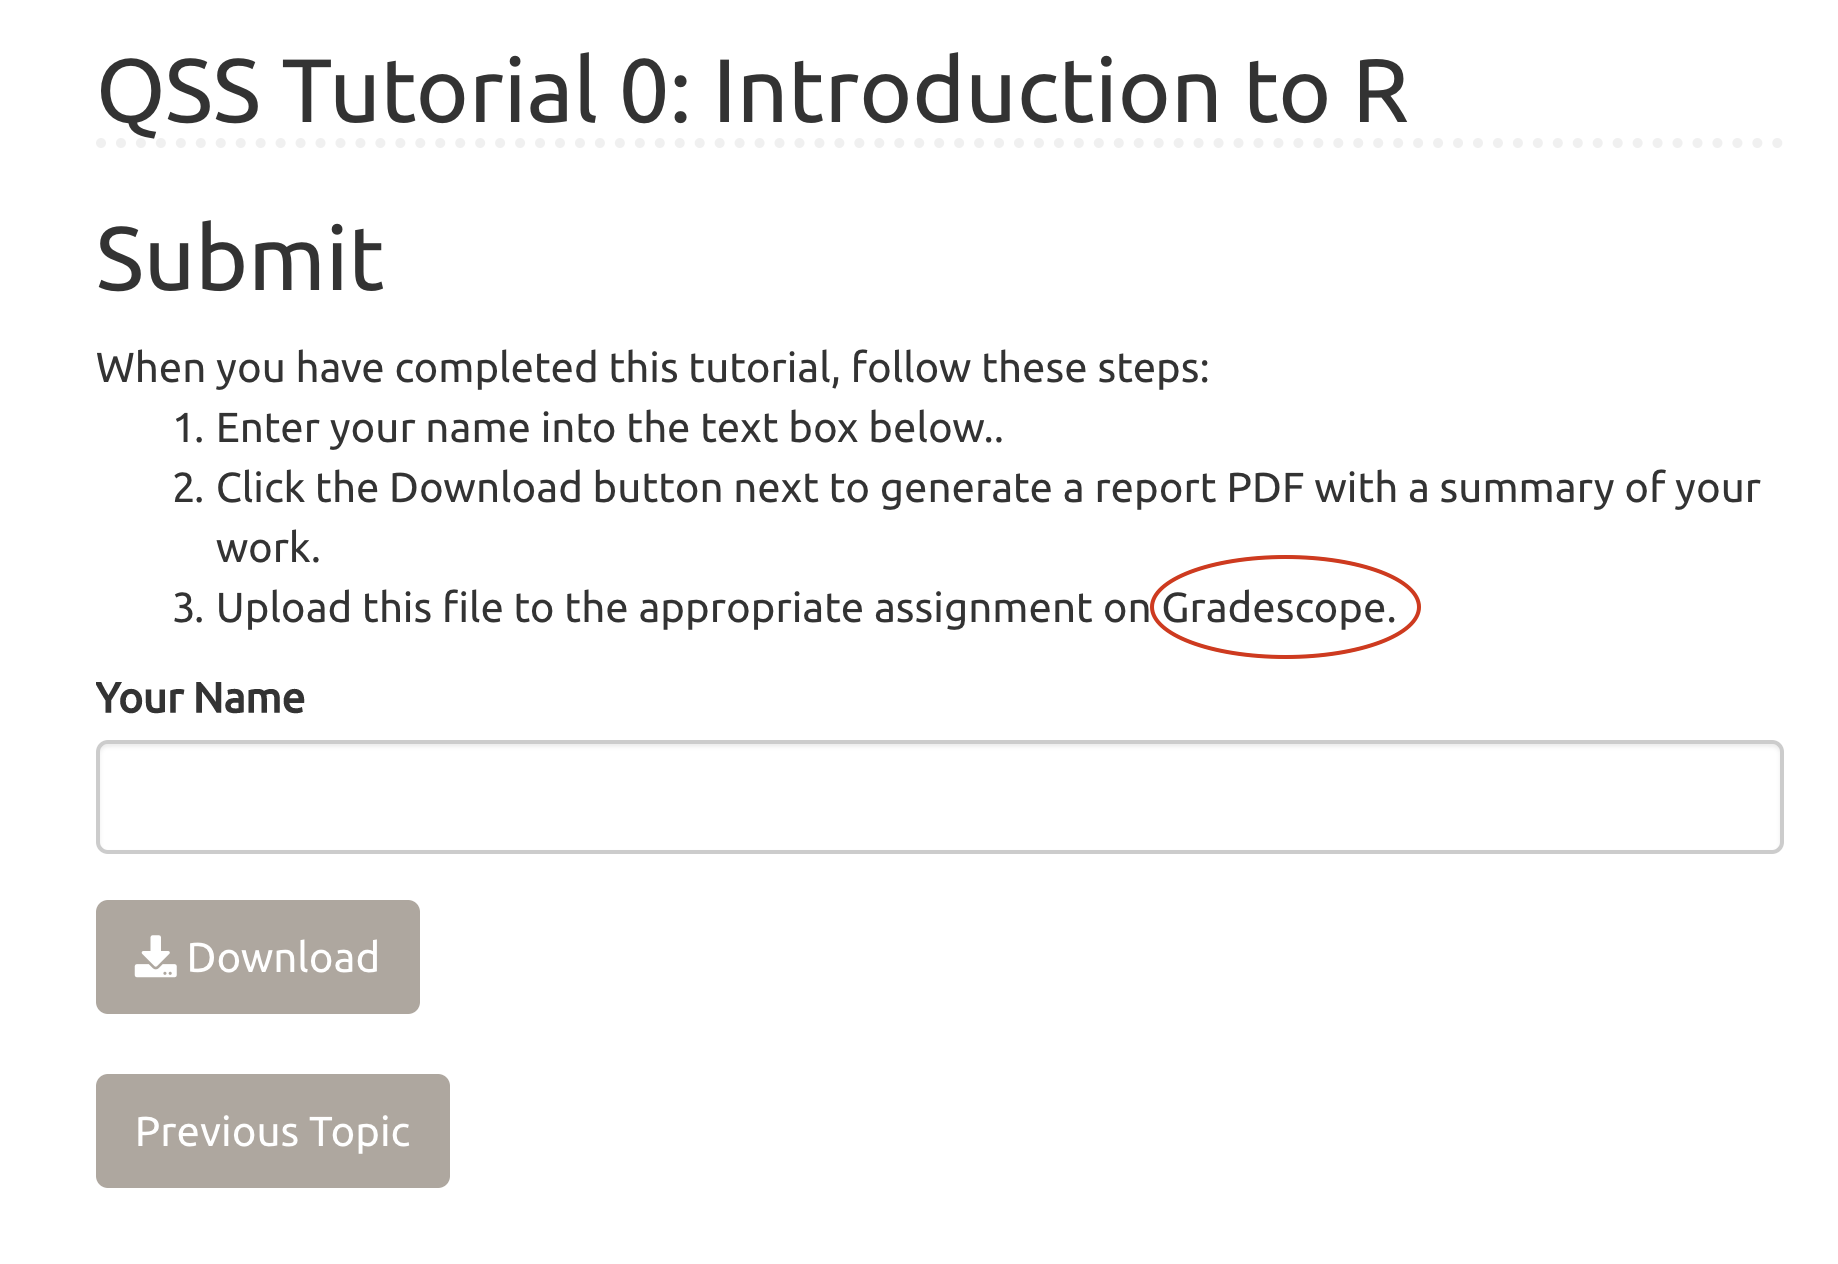 QSS Tutorial 0: Introduction to R
Submit
When you have completed this tutorial, follow these steps:
1. Enter your name into the text box below..
2. Click the Download button next to generate a report PDF with a summary of your
work.
3. Upload this file to the appropriate assignment on Gradescope.
Your Name
Download
Previous Topic